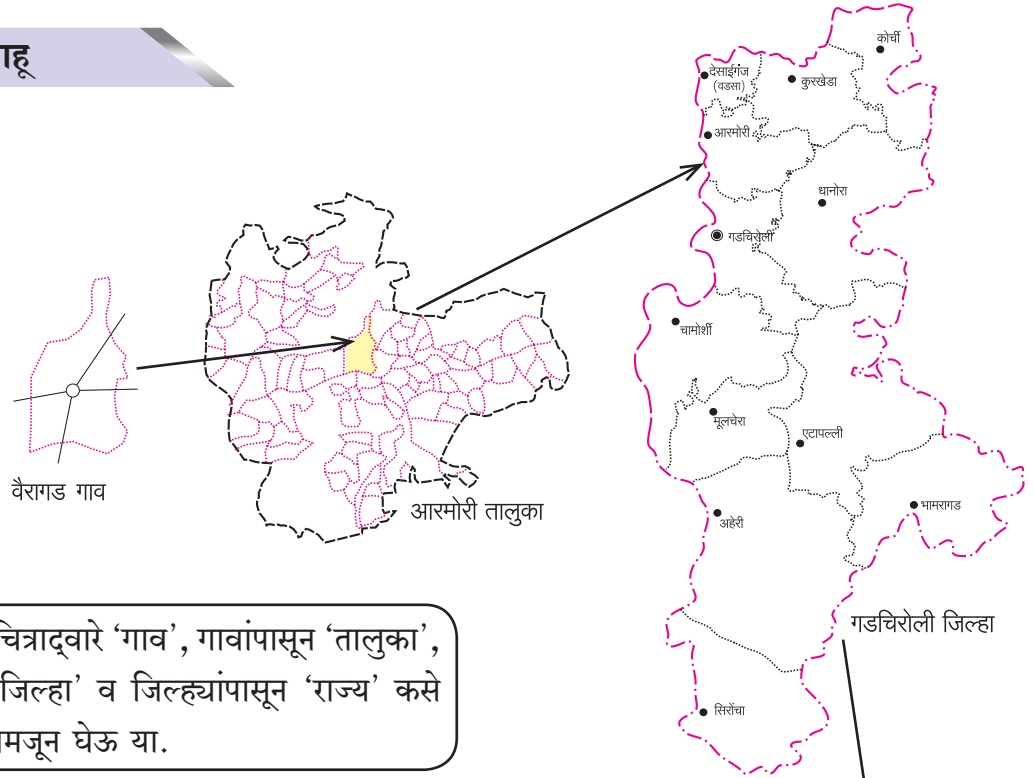 कोर्ची
देसाईगंज
(वडसा)
कुरखेडा
आरमोरी
धानोरा
गडचिरोली
चामोर्शी
मूलचेरा
एटापल्ली
वैरागड गाव
आरमोरी तालुका
अहेरी
भामरागड
गडचिरोली जिल्हा
चित्राद्वारे ‘गाव’, गावांपासून ‘तालुका’,
जिल्हा’ व जिल्ह्यांपासून ‘राज्य’ कसे
मजून घेऊ या.
सिरोंचा